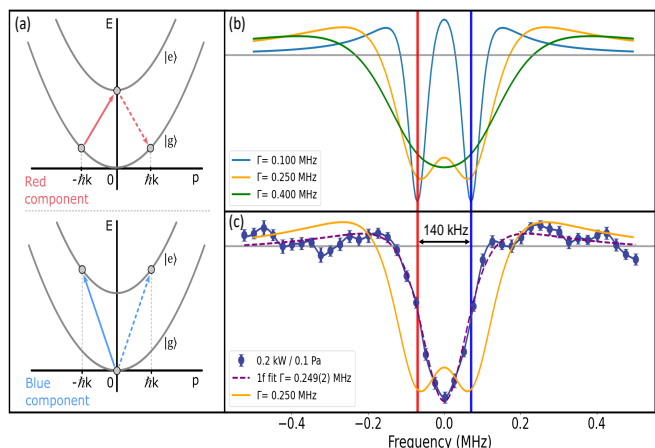 (a)
E
|e⟩
|g⟩
-ℏk
0
ℏk
p
Red
component
E
|e⟩
|g⟩
-ℏk
0
ℏk
p
Blue
component
(b)
Γ= 0.100 MHz
Γ= 0.250 MHz
Γ= 0.400 MHz
(c)
140 kHz
0.2 kW / 0.1 Pa
1f fit Γ= 0.249(2) MHz
Γ= 0.250 MHz
−0.4
−0.2
0.0
0.2
0.4
Frequency (MHz)